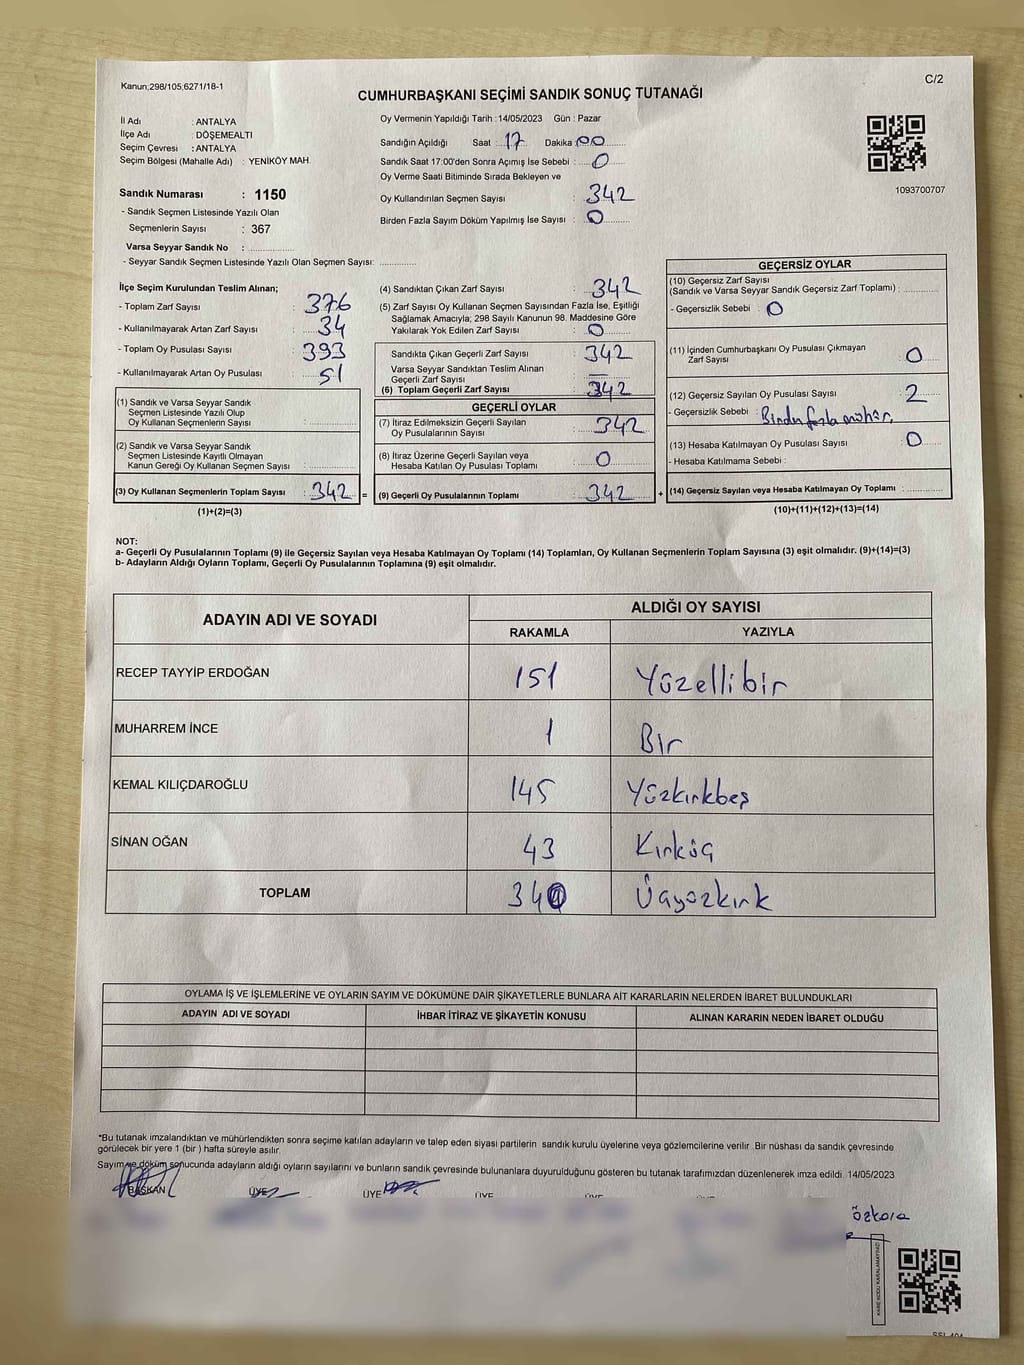 Kanun;298/105;6271/18-1
C/2
CUMHURBAŞKANI SEÇİMİ SANDIK SONUÇ TUTANAĞI
İl Adı : ANTALYA
İlçe Adı : DÖŞEMEALTI
Seçim Çevresi : ANTALYA
Seçim Bölgesi (Mahalle Adı) : YENİKÖY MAH.
Sandık Numarası : 1150
- Sandık Seçmen Listesinde Yazılı Olan
Seçmenlerin Sayısı : 367
Varsa Seyyar Sandık No :
- Seyyar Sandık Seçmen Listesinde Yazılı Olan Seçmen Sayısı:
Oy Vermenin Yapıldığı Tarih :14/05/2023 Gün : Pazar
Sandığın Açıldığı Saat : 17 Dakika : 00
Sandık Saat 17:00'den Sonra Açımış İse Sebebi : 0
Oy Verme Saati Bitiminde Sırada Bekleyen ve
Oy Kullandırılan Seçmen Sayısı : 342
Birden Fazla Sayım Döküm Yapılmış İse Sayısı : 0
1093700707
İlçe Seçim Kurulundan Teslim Alınan;
- Toplam Zarf Sayısı : 376
- Kullanılmayarak Artan Zarf Sayısı : 34
- Toplam Oy Pusulası Sayısı : 393
- Kullanılmayarak Artan Oy Pusulası : 51
(1) Sandık ve Varsa Seyyar Sandık
Seçmen Listesinde Yazılı Olup
Oy Kullanan Seçmenlerin Sayısı :
(2) Sandık ve Varsa Seyyar Sandık
Seçmen Listesinde Kayıtlı Olmayan
Kanun Gereği Oy Kullanan Seçmen Sayısı :
(3) Oy Kullanan Seçmenlerin Toplam Sayısı : 342 =
(1)+(2)=(3)
(4) Sandıktan Çıkan Zarf Sayısı : 342
(5) Zarf Sayısı Oy Kullanan Seçmen Sayısından Fazla İse, Eşitliği
Sağlamak Amacıyla; 298 Sayılı Kanunun 98. Maddesine Göre
Yakılarak Yok Edilen Zarf Sayısı : 0
Sandıkta Çıkan Geçerli Zarf Sayısı : 342
Varsa Seyyar Sandıktan Teslim Alınan
Geçerli Zarf Sayısı : —
(6) Toplam Geçerli Zarf Sayısı : 342
GEÇERLİ OYLAR
(7) İtiraz Edilmeksizin Geçerli Sayılan
Oy Pusulalarının Sayısı : 342
(8) İtiraz Üzerine Geçerli Sayılan veya
Hesaba Katılan Oy Pusulası Toplamı : 0
(9) Geçerli Oy Pusulalarının Toplamı : 342 +
GEÇERSİZ OYLAR
(10) Geçersiz Zarf Sayısı
(Sandık ve Varsa Seyyar Sandık Geçersiz Zarf Toplamı) :
- Geçersizlik Sebebi : 0
(11) İçinden Cumhurbaşkanı Oy Pusulası Çıkmayan
Zarf Sayısı : 0
(12) Geçersiz Sayılan Oy Pusulası Sayısı : 2
- Geçersizlik Sebebi : Birden fazla mühür.
(13) Hesaba Katılmayan Oy Pusulası Sayısı : 0
- Hesaba Katılmama Sebebi :
(14) Geçersiz Sayılan veya Hesaba Katılmayan Oy Toplamı :
(10)+(11)+(12)+(13)=(14)
NOT:
a- Geçerli Oy Pusulalarının Toplamı (9) ile Geçersiz Sayılan veya Hesaba Katılmayan Oy Toplamı (14) Toplamları, Oy Kullanan Seçmenlerin Toplam Sayısına (3) eşit olmalıdır. (9)+(14)=(3)
b- Adayların Aldığı Oyların Toplamı, Geçerli Oy Pusulalarının Toplamına (9) eşit olmalıdır.
ADAYIN ADI VE SOYADI
ALDIĞI OY SAYISI
RAKAMLA YAZIYLA
RECEP TAYYİP ERDOĞAN 151 Yüzellibir
MUHARREM İNCE 1 Bir
KEMAL KILIÇDAROĞLU 145 Yüzkırkbeş
SİNAN OĞAN 43 Kırküç
TOPLAM 340 Üçyüzkırk
OYLAMA İŞ VE İŞLEMLERİNE VE OYLARIN SAYIM VE DÖKÜMÜNE DAİR ŞİKAYETLERLE BUNLARA AİT KARARLARIN NELERDEN İBARET BULUNDUKLARI
ADAYIN ADI VE SOYADI İHBAR İTİRAZ VE ŞİKAYETİN KONUSU ALINAN KARARIN NEDEN İBARET OLDUĞU
*Bu tutanak imzalandıktan ve mühürlendikten sonra seçime katılan adayların ve talep eden siyasi partilerin sandık kurulu üyelerine veya gözlemcilerine verilir. Bir nüshası da sandık çevresinde
görülecek bir yere 1 (bir) hafta süreyle asılır.
Sayım ve döküm sonucunda adayların aldığı oyların sayılarını ve bunların sandık çevresinde bulunanlara duyurulduğunu gösteren bu tutanak tarafımızdan düzenlenerek imza edildi. 14/05/2023
BAŞKAN ÜYE ÜYE ÜYE ÜYE
özkara
KARE KODU KARALAMAYINIZ!